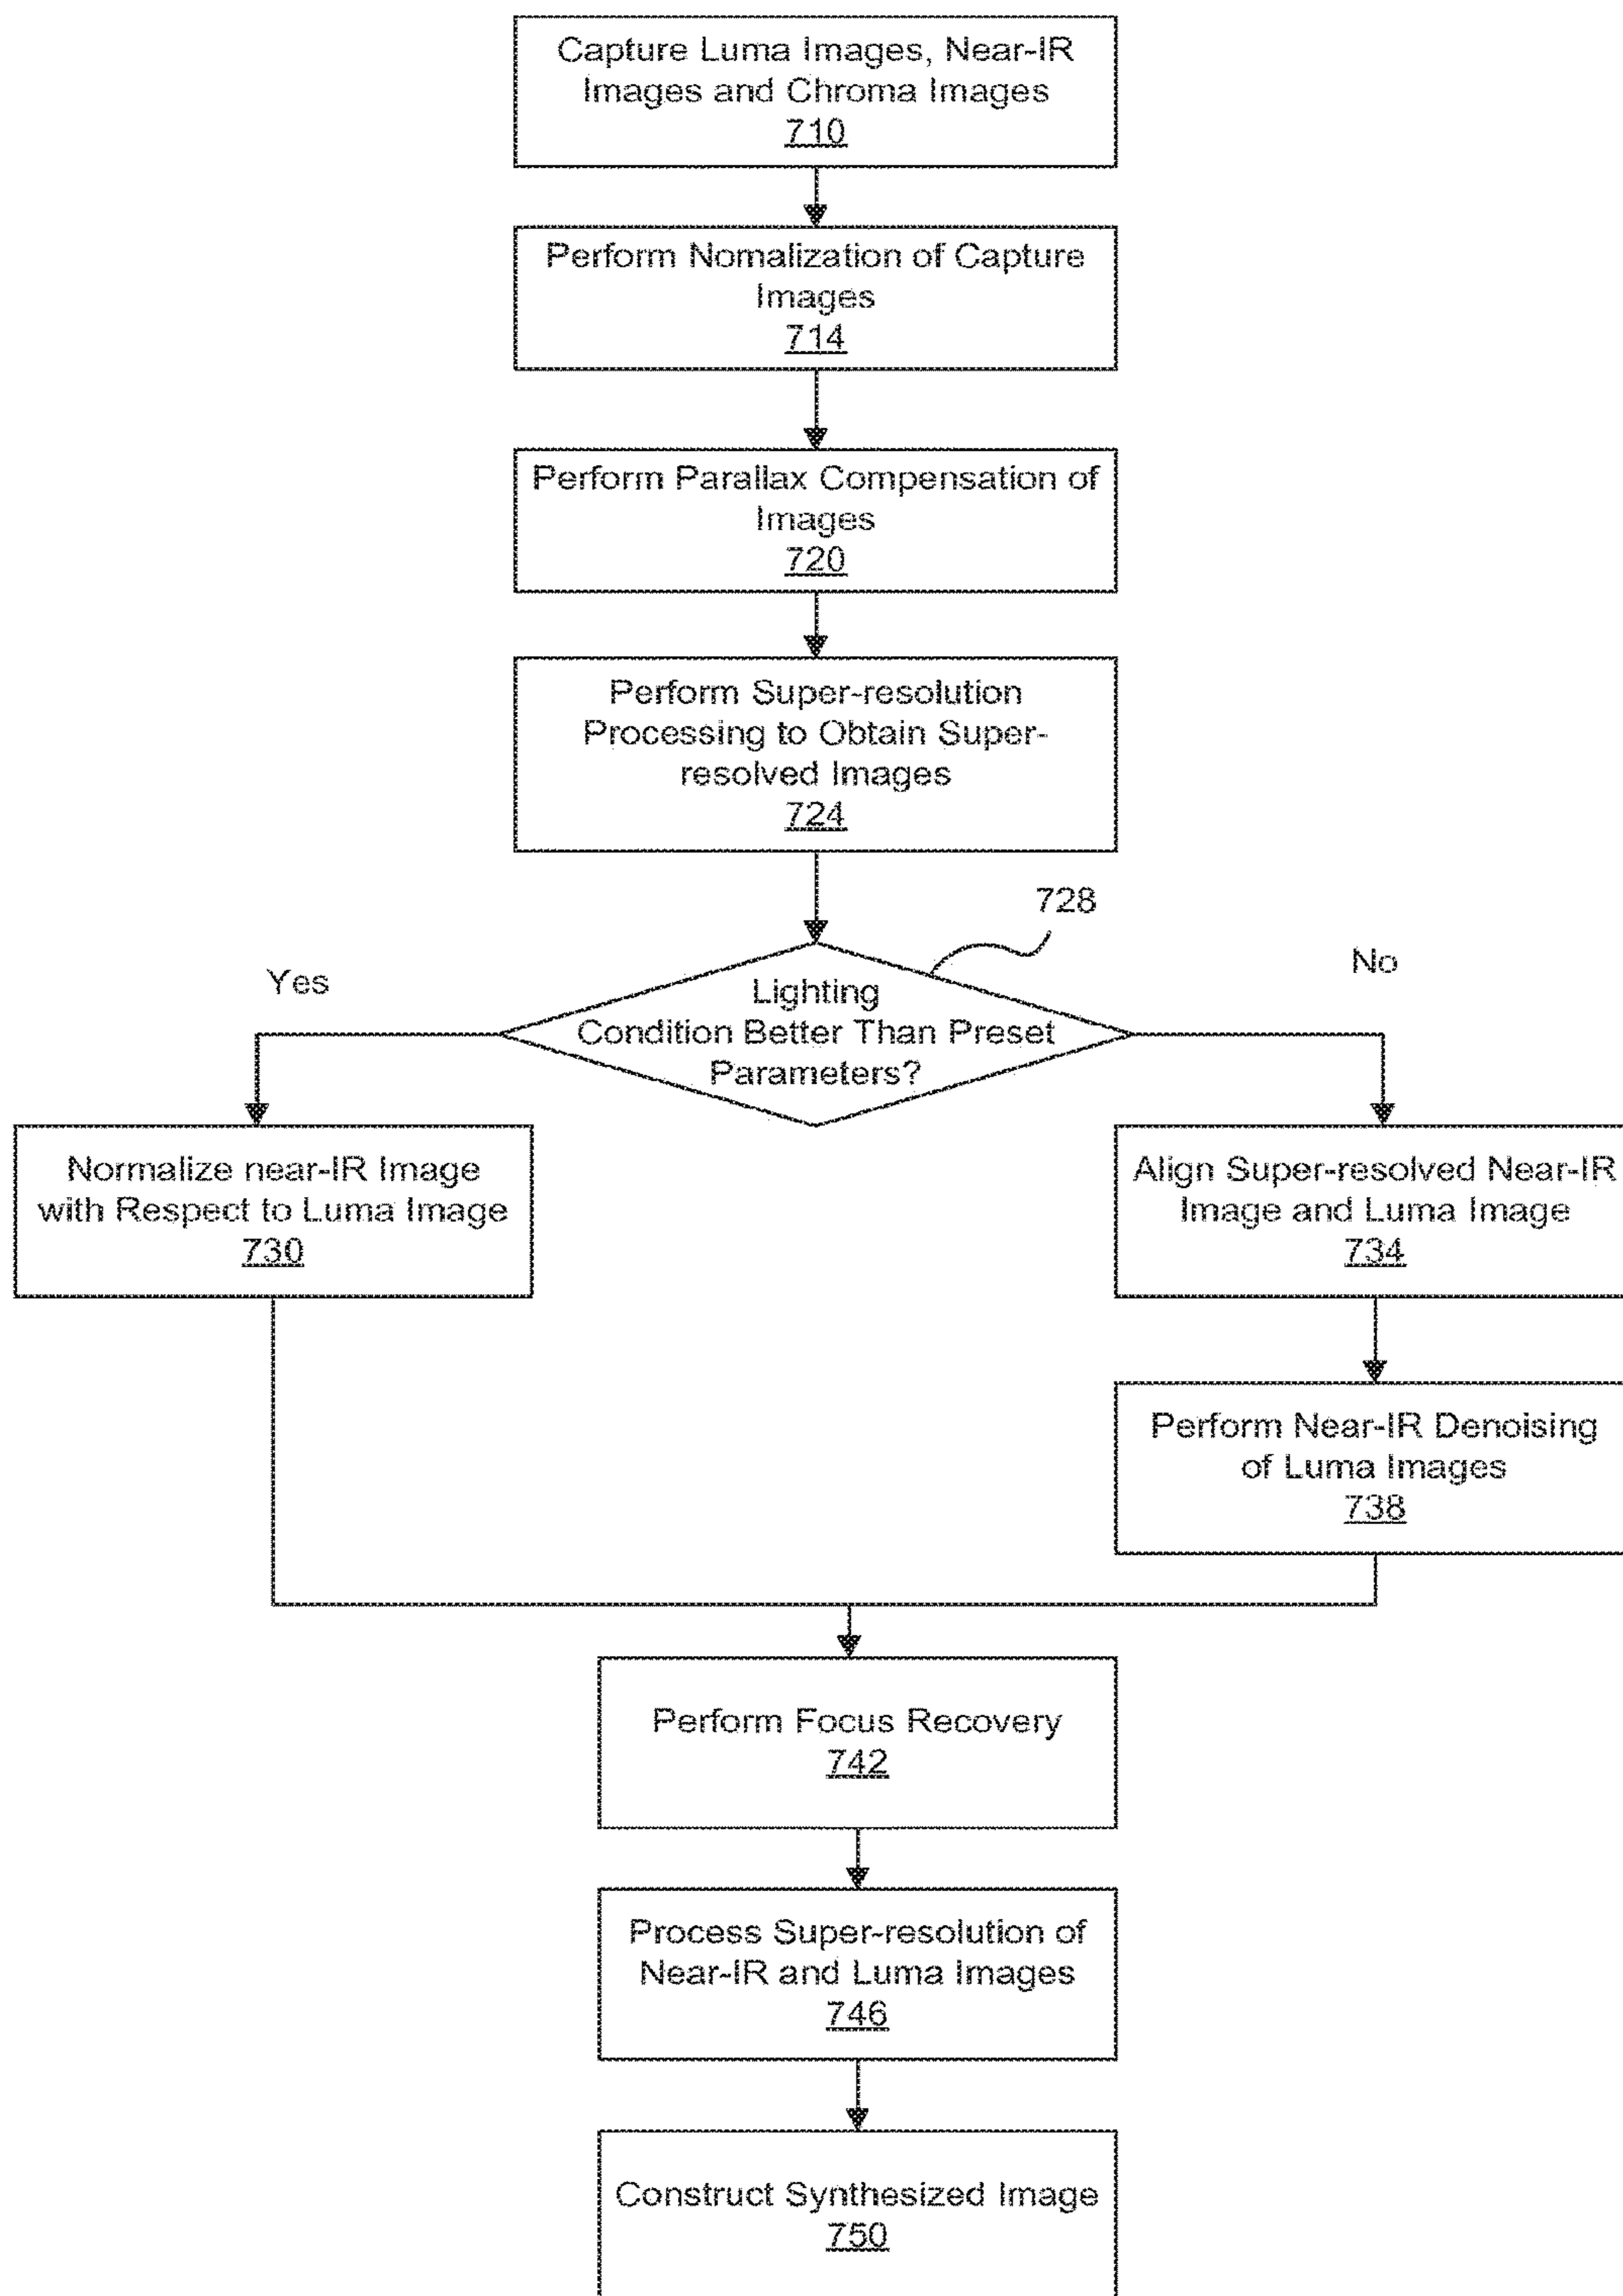 Capture Luma Images, Near-IR
Images and Chroma Images
710
Perform Nomalization of Capture
Images
714
Perform Parallax Compensation of
Images
720
Perform Super-resolution
Processing to Obtain Super-
resolved Images
724
728
Yes
No
Lighting
Condition Better Than Preset
Parameters?
Normalize near-IR Image
with Respect to Luma Image
730
Align Super-resolved Near-IR
Image and Luma Image
734
Perform Near-IR Denoising
of Luma Images
738
Perform Focus Recovery
742
Process Super-resolution of
Near-IR and Luma Images
746
Construct Synthesized Image
750